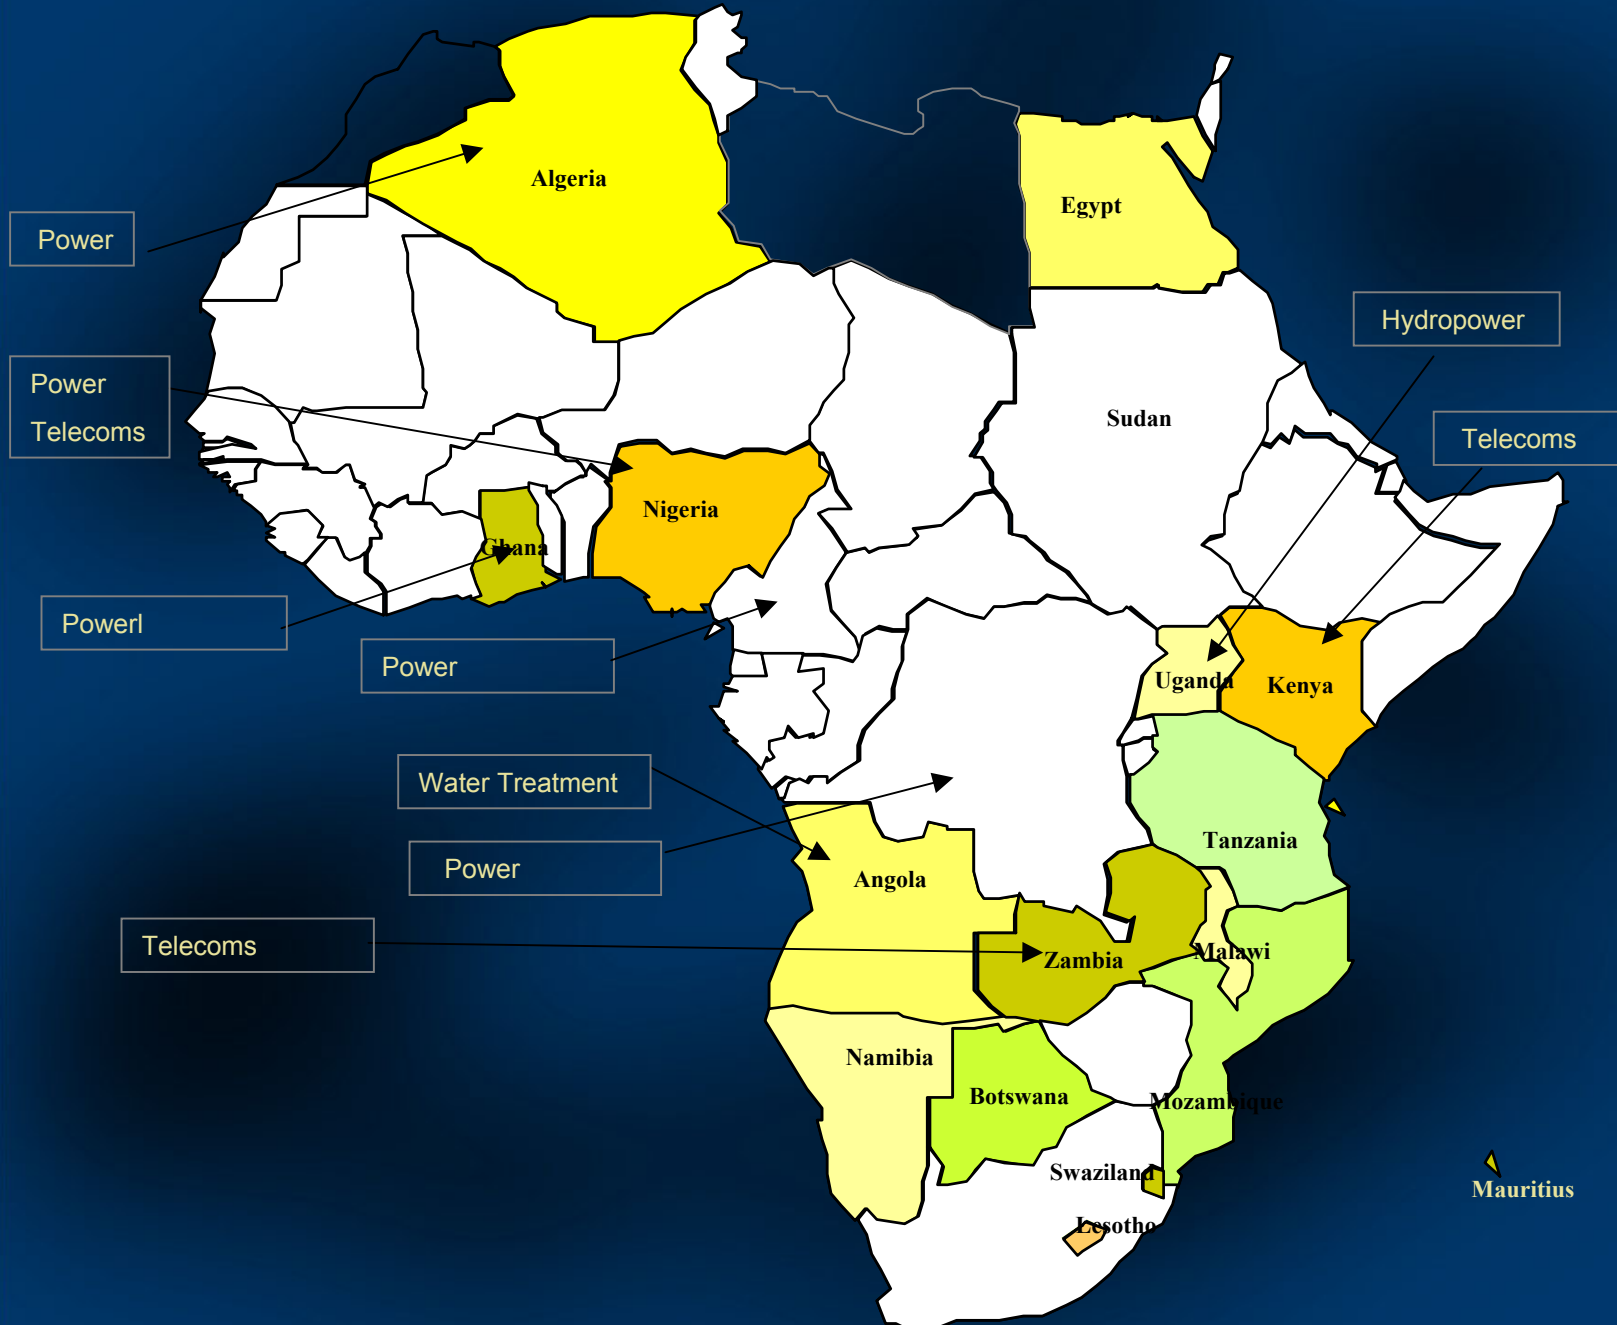 Algeria
Egypt
Power
Hydropower
Power
Telecoms
Sudan
Telecoms
Nigeria
Ghana
Powerl
Power
Uganda
Kenya
Water Treatment
Tanzania
Power
Angola
Telecoms
Zambia
Malawi
Namibia
Botswana
Mozambique
Swaziland
Mauritius
Lesotho